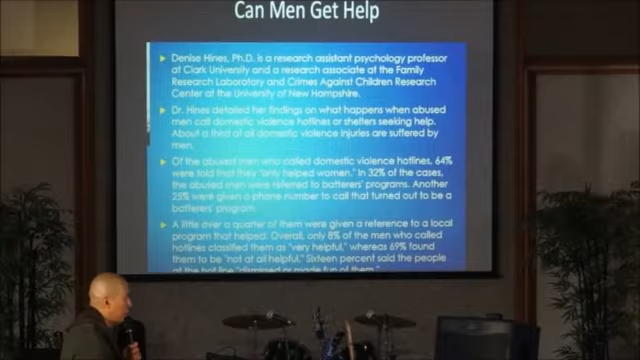 Can Men Get Help
Denise Hines, Ph.D. is a research assistant psychology professor
at Clark University and a research associate at the Family
Research Laboratory and Crimes Against Children Research
Center at the University of New Hampshire.
Dr. Hines detailed her findings on what happens when abused
men call domestic violence hotlines or shelters seeking help.
About a third of all domestic violence injuries are suffered by
men.
Of the abused men who called domestic violence hotlines, 64%
were told that they "only helped women." In 32% of the cases,
the abused men were referred to batterers' programs. Another
25% were given a phone number to call that turned out to be a
batterers' program.
A little over a quarter of them were given a reference to a local
program that helped. Overall, only 8% of the men who called
hotlines classified them as "very helpful," whereas 69% found
them to be "not at all helpful." Sixteen percent said the people
at the hot line "dismissed or made fun of them."